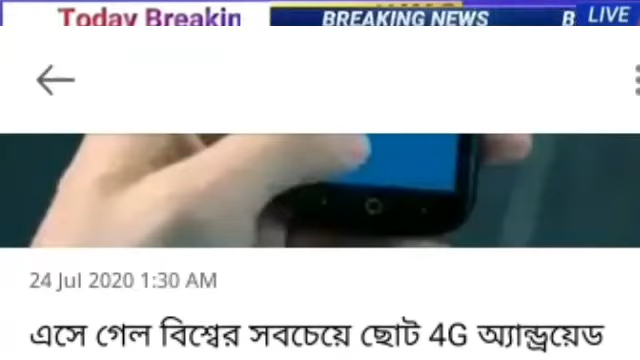 Today Breakin BREAKING NEWS B LIVE
24 Jul 2020 1:30 AM
এসে গেল বিশ্বের সবচেয়ে ছোট 4G অ্যান্ড্রয়েড